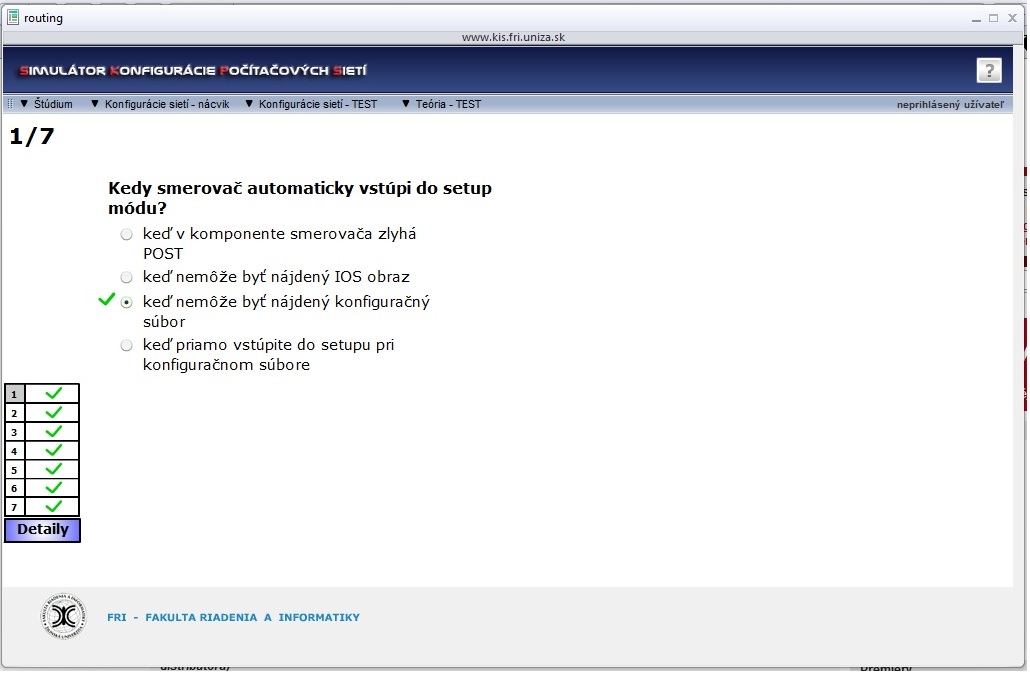 routing
www.kis.fri.uniza.sk
SIMULÁTOR KONFIGURÁCIE POČÍTAČOVÝCH SIETÍ
?
▼ Štúdium ▼ Konfigurácie sietí - nácvik ▼ Konfigurácie sietí - TEST ▼ Teória - TEST neprihlásený užívateľ
1/7
Kedy smerovač automaticky vstúpi do setup
módu?
keď v komponente smerovača zlyhá
POST
keď nemôže byť nájdený IOS obraz
keď nemôže byť nájdený konfiguračný
súbor
keď priamo vstúpite do setupu pri
konfiguračnom súbore
1
2
3
4
5
6
7
Detaily
FRI - FAKULTA RIADENIA A INFORMATIKY